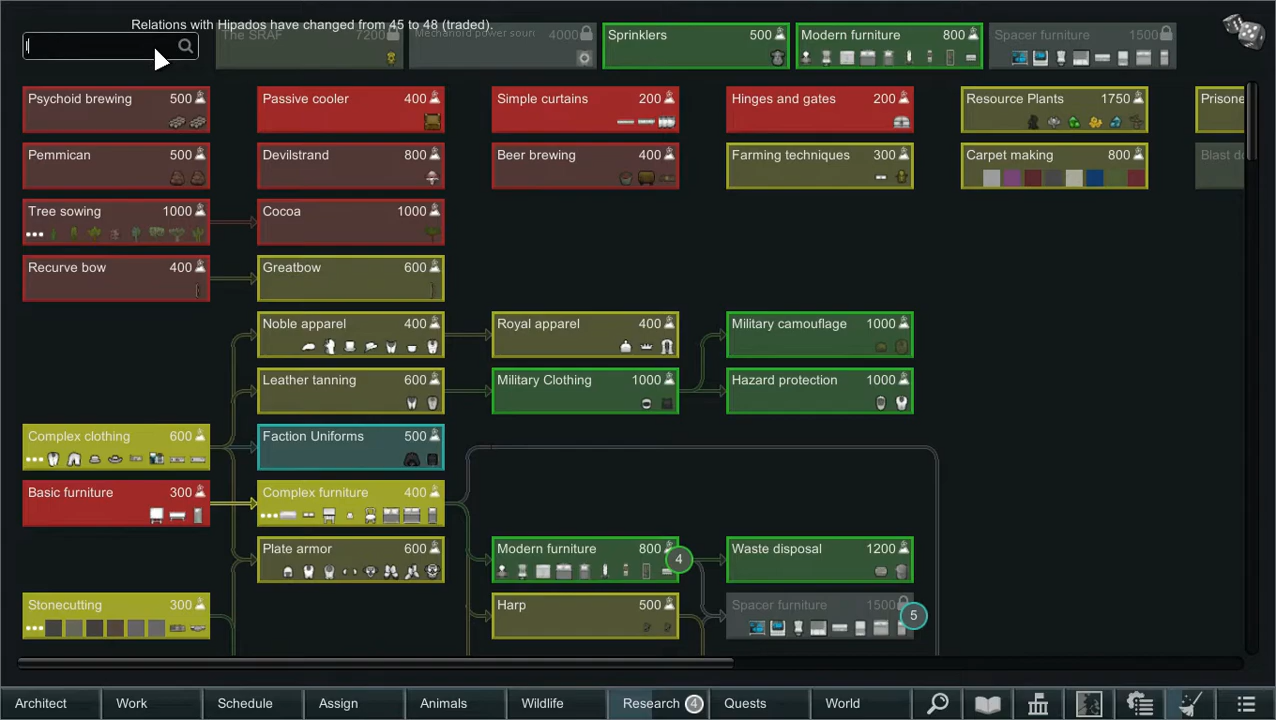 Relations with Hipados have changed from 45 to 48 (traded).
The SRAF 7200
Mechanoid power souri 4000
Sprinklers 500
Modern furniture 800
Spacer furniture 1500
Psychoid brewing 500
Passive cooler 400
Simple curtains 200
Hinges and gates 200
Resource Plants 1750
Prisone
Pemmican 500
Devilstrand 800
Beer brewing 400
Farming techniques 300
Carpet making 800
Blast do
Tree sowing 1000
Cocoa 1000
Recurve bow 400
Greatbow 600
Noble apparel 400
Royal apparel 400
Military camouflage 1000
Leather tanning 600
Military Clothing 1000
Hazard protection 1000
Complex clothing 600
Faction Uniforms 500
Basic furniture 300
Complex furniture 400
Plate armor 600
Modern furniture 800
4
Waste disposal 1200
Stonecutting 300
Harp 500
Spacer furniture 1500
5
Architect
Work
Schedule
Assign
Animals
Wildlife
Research 4
Quests
World